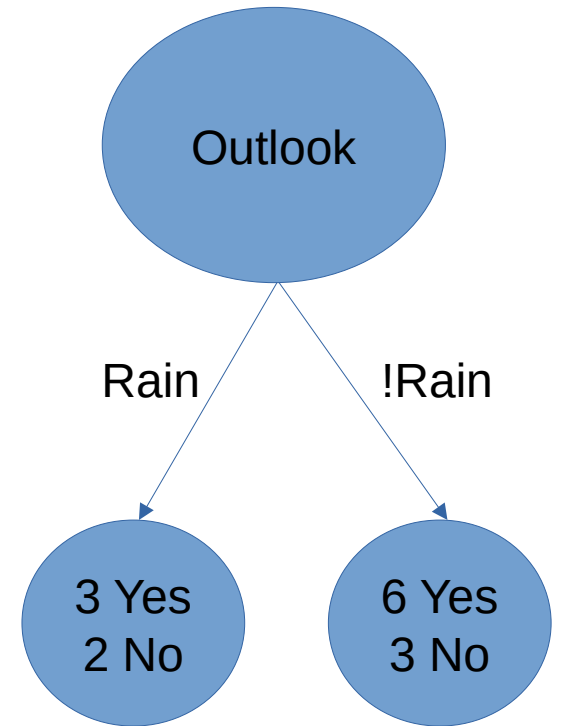 Outlook
Rain
!Rain
3 Yes
2 No
6 Yes
3 No